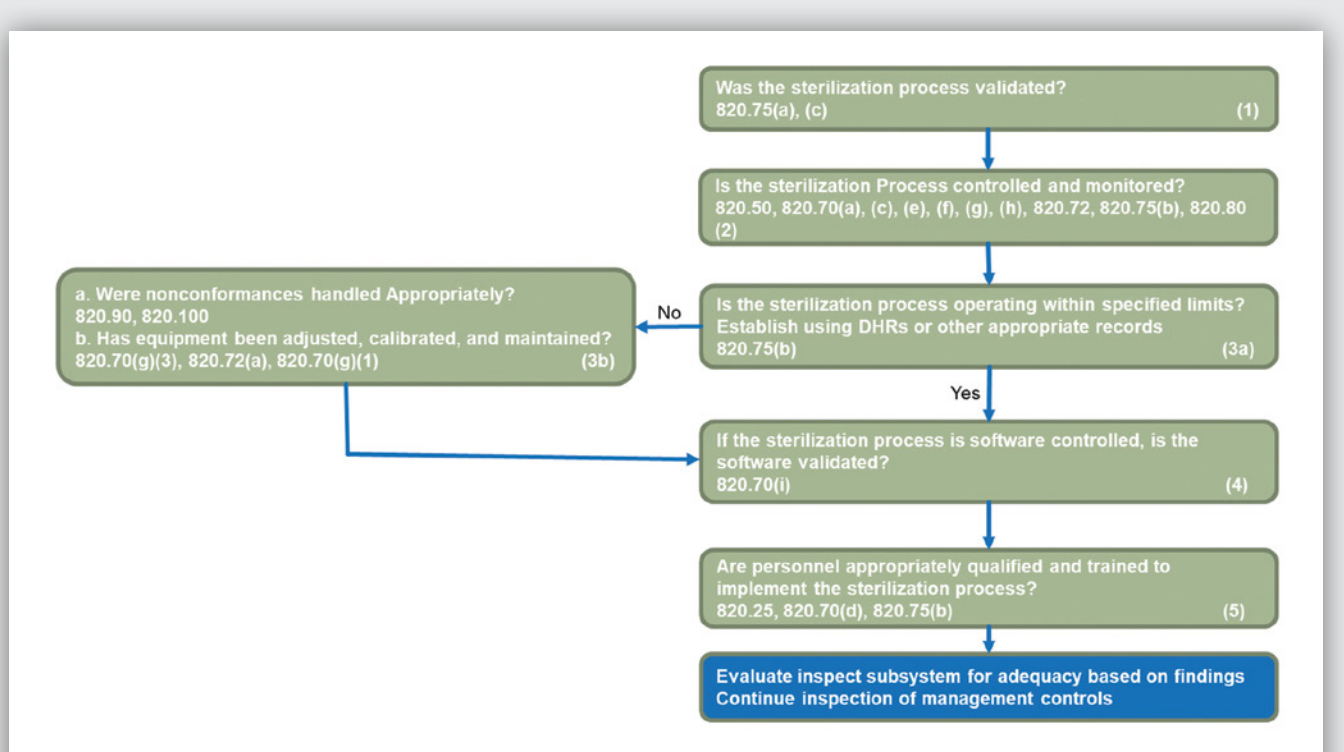 Was the sterilization process validated?
820.75(a), (c) (1)
Is the sterilization Process controlled and monitored?
820.50, 820.70(a), (c), (e), (f), (g), (h), 820.72, 820.75(b), 820.80
(2)
a. Were nonconformances handled Appropriately?
820.90, 820.100
b. Has equipment been adjusted, calibrated, and maintained?
820.70(g)(3), 820.72(a), 820.70(g)(1) (3b)
No
Is the sterilization process operating within specified limits?
Establish using DHRs or other appropriate records
820.75(b) (3a)
Yes
If the sterilization process is software controlled, is the
software validated?
820.70(i) (4)
Are personnel appropriately qualified and trained to
implement the sterilization process?
820.25, 820.70(d), 820.75(b) (5)
Evaluate inspect subsystem for adequacy based on findings
Continue inspection of management controls